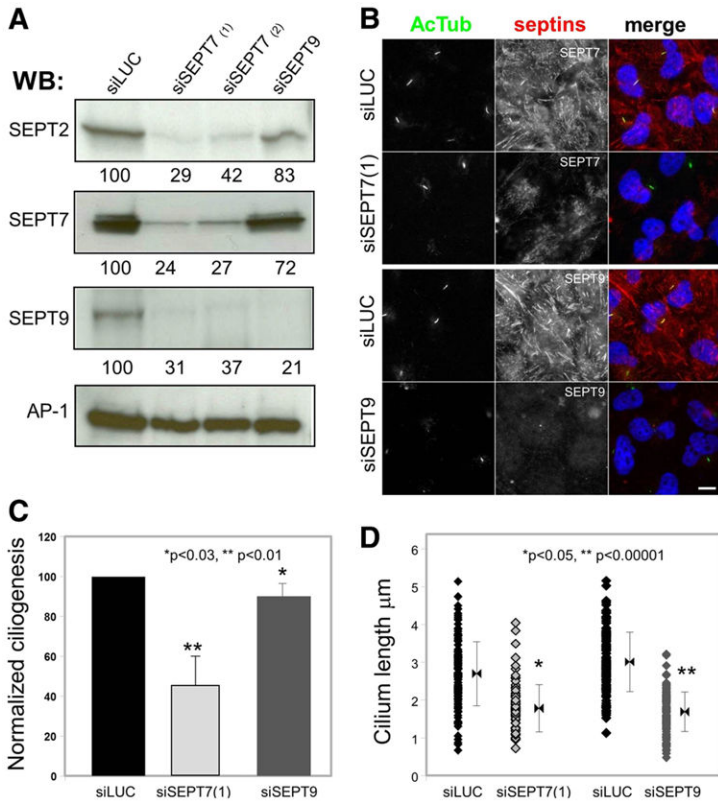 A
WB:
siLUC
siSEPT7 (1)
siSEPT7 (2)
siSEPT9
SEPT2
100 29 42 83
SEPT7
100 24 27 72
SEPT9
100 31 37 21
AP-1
B
AcTub septins merge
siLUC
SEPT7
siSEPT7(1)
SEPT7
siLUC
SEPT9
siSEPT9
SEPT9
C
Normalized ciliogenesis
*p<0.03, ** p<0.01
120
100
80
60
40
20
0
**
*
siLUC siSEPT7(1) siSEPT9
D
Cilium length µm
*p<0.05, ** p<0.00001
6
5
4
3
2
1
0
*
**
siLUC siSEPT7(1) siLUC siSEPT9